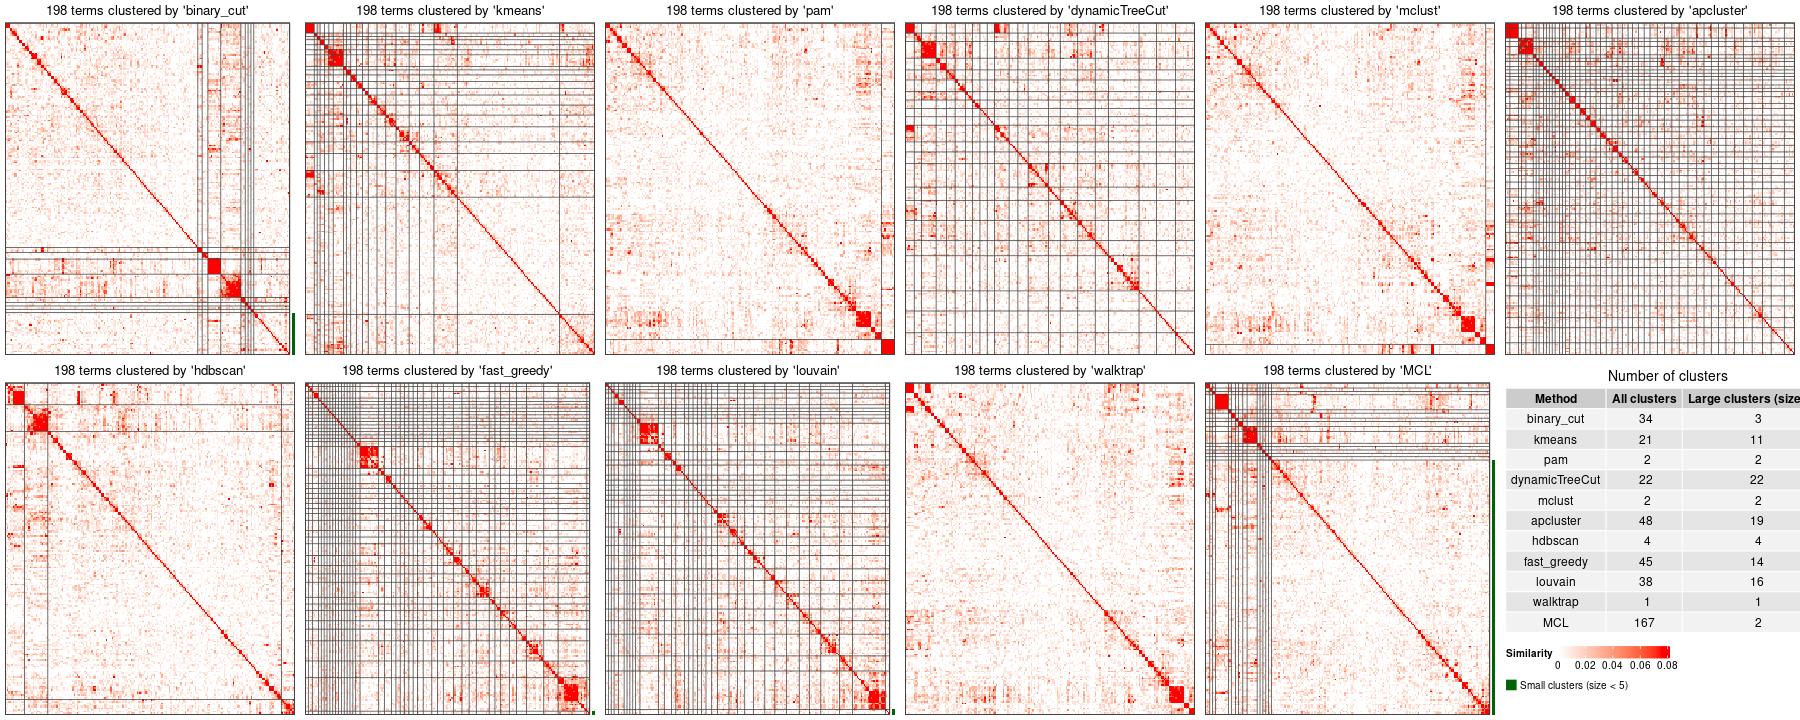 198 terms clustered by 'binary_cut'
198 terms clustered by 'kmeans'
198 terms clustered by 'pam'
198 terms clustered by 'dynamicTreeCut'
198 terms clustered by 'mclust'
198 terms clustered by 'apcluster'
198 terms clustered by 'hdbscan'
198 terms clustered by 'fast_greedy'
198 terms clustered by 'louvain'
198 terms clustered by 'walktrap'
198 terms clustered by 'MCL'
Number of clusters
Method All clusters Large clusters (size
binary_cut 34 3
kmeans 21 11
pam 2 2
dynamicTreeCut 22 22
mclust 2 2
apcluster 48 19
hdbscan 4 4
fast_greedy 45 14
louvain 38 16
walktrap 1 1
MCL 167 2
Similarity
0 0.02 0.04 0.06 0.08
Small clusters (size < 5)